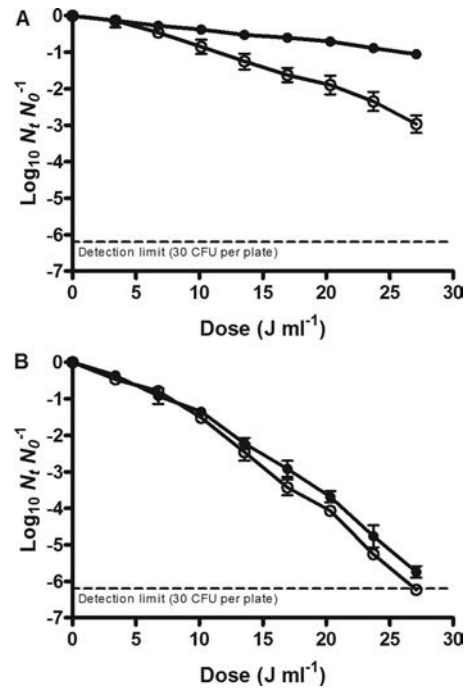 A
0
-1
-2
-3
-4
-5
-6
-7
Log₁₀ Nₜ N₀⁻¹
Detection limit (30 CFU per plate)
0 5 10 15 20 25 30
Dose (J ml⁻¹)
B
0
-1
-2
-3
-4
-5
-6
-7
Log₁₀ Nₜ N₀⁻¹
Detection limit (30 CFU per plate)
0 5 10 15 20 25 30
Dose (J ml⁻¹)